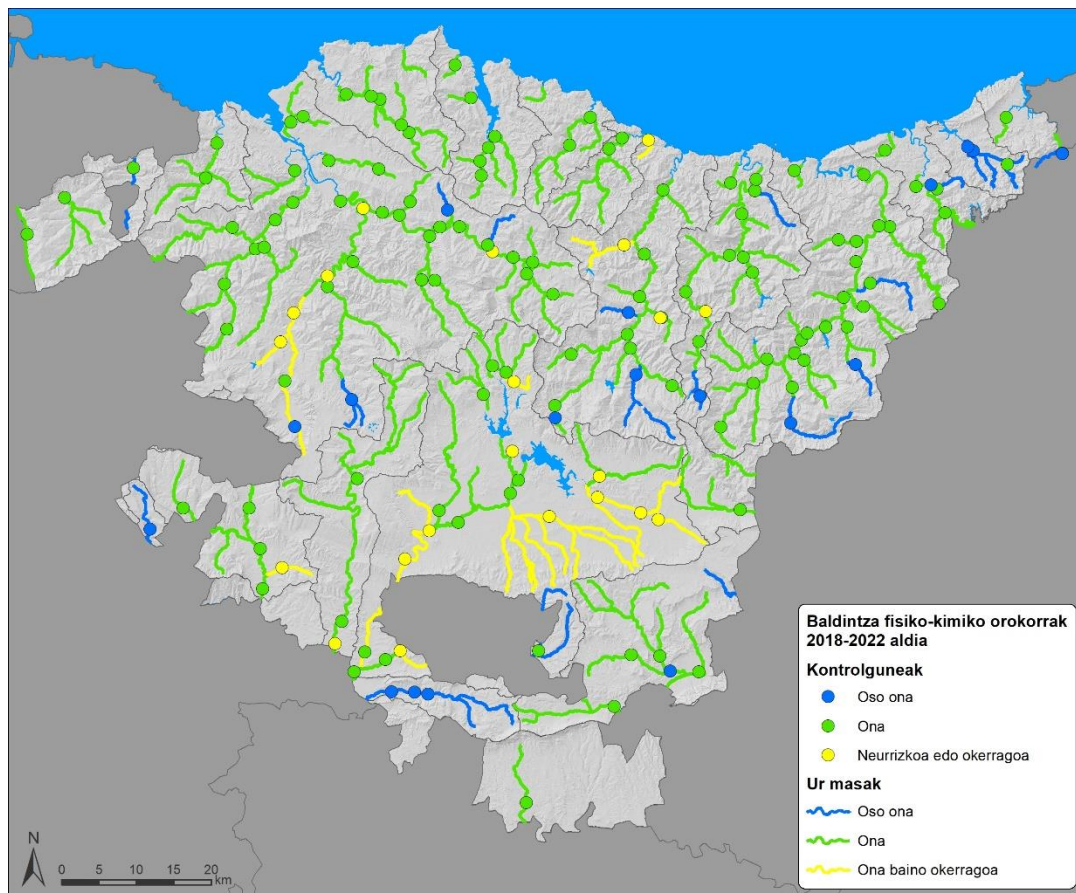 Baldintza fisiko-kimiko orokorrak
2018-2022 aldia
Kontrolguneak
Oso ona
Ona
Neurrizkoa edo okerragoa
Ur masak
Oso ona
Ona
Ona baino okerragoa
N
0 5 10 15 20
km